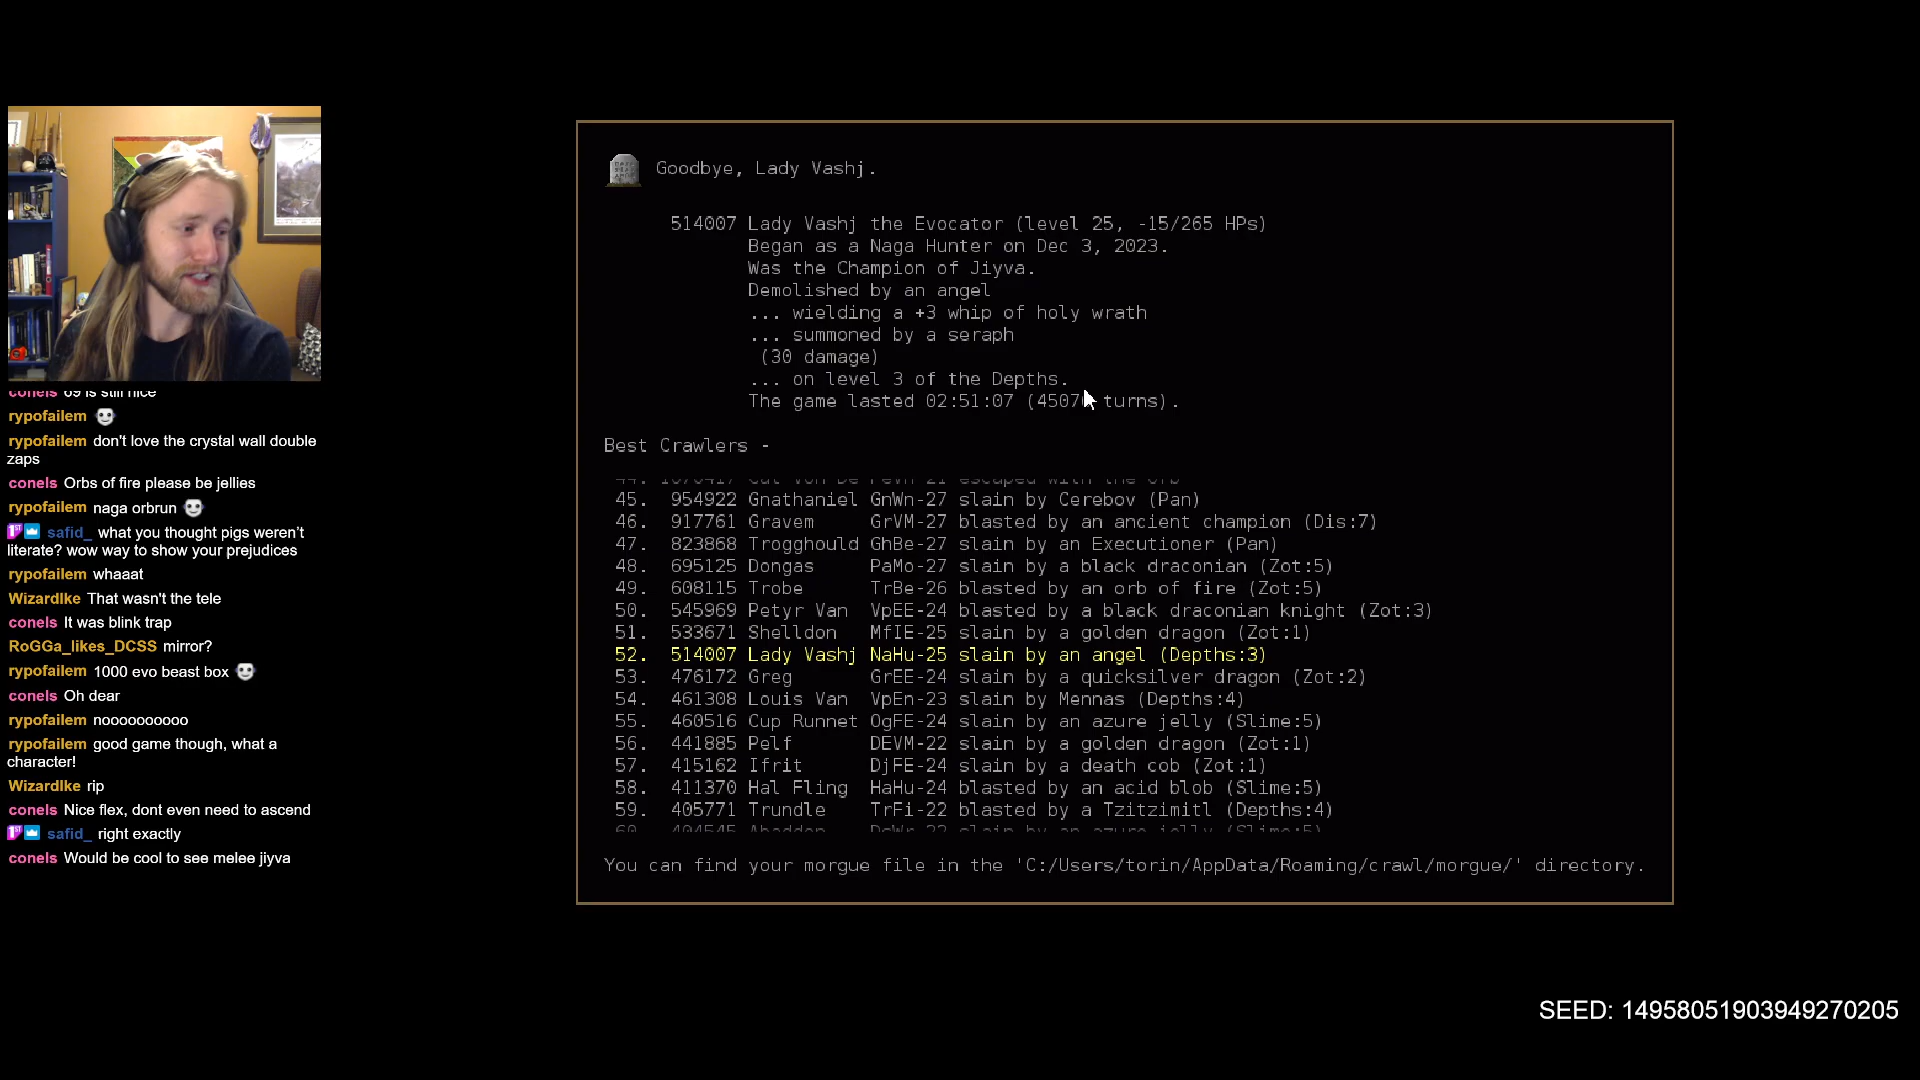 conels 69 is still nice
rypofailem
rypofailem don't love the crystal wall double
zaps
conels Orbs of fire please be jellies
rypofailem naga orbrun
1ST safid_ what you thought pigs weren't
literate? wow way to show your prejudices
rypofailem whaaat
WizardIke That wasn't the tele
conels It was blink trap
RoGGa_likes_DCSS mirror?
rypofailem 1000 evo beast box
conels Oh dear
rypofailem noooooooooo
rypofailem good game though, what a
character!
WizardIke rip
conels Nice flex, dont even need to ascend
1ST safid_ right exactly
conels Would be cool to see melee jiyva
Goodbye, Lady Vashj.
514007 Lady Vashj the Evocator (level 25, -15/265 HPs)
Began as a Naga Hunter on Dec 3, 2023.
Was the Champion of Jiyva.
Demolished by an angel
... wielding a +3 whip of holy wrath
... summoned by a seraph
(30 damage)
... on level 3 of the Depths.
The game lasted 02:51:07 turns).
Best Crawlers -
escaped with the orb
45. 954922 Gnathaniel GnWn-27 slain by Cerebov (Pan)
46. 917761 Gravem GrVM-27 blasted by an ancient champion (Dis:7)
47. 823868 Trogghould GhBe-27 slain by an Executioner (Pan)
48. 695125 Dongas PaMo-27 slain by a black draconian (Zot:5)
49. 608115 Trobe TrBe-26 blasted by an orb of fire (Zot:5)
50. 545969 Petyr Van VpEE-24 blasted by a black draconian knight (Zot:3)
51. 533671 Shelldon MfIE-25 slain by a golden dragon (Zot:1)
52. 514007 Lady Vashj NaHu-25 slain by an angel (Depths:3)
53. 476172 Greg GrEE-24 slain by a quicksilver dragon (Zot:2)
54. 461308 Louis Van VpEn-23 slain by Mennas (Depths:4)
55. 460516 Cup Runnet OgFE-24 slain by an azure jelly (Slime:5)
56. 441885 Pelf DEVM-22 slain by a golden dragon (Zot:1)
57. 415162 Ifrit DjFE-24 slain by a death cob (Zot:1)
58. 411370 Hal Fling HaHu-24 slain by an acid blob (Slime:5)
59. 405771 Trundle TrFi-22 blasted by a Tzitzimitl (Depths:4)
slain by an azure jelly (Slime:5)
You can find your morgue file in the 'C:/Users/torin/AppData/Roaming/crawl/morgue/' directory.
SEED: 14958051903949270205